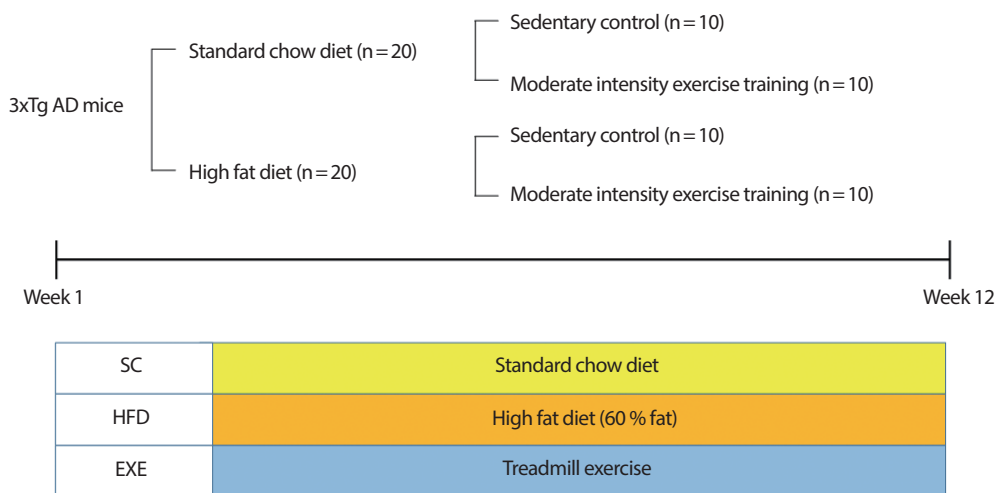 3xTg AD mice
Standard chow diet (n=20)
High fat diet (n=20)
Sedentary control (n=10)
Moderate intensity exercise training (n=10)
Sedentary control (n=10)
Moderate intensity exercise training (n=10)
Week 1
Week 12
SC
Standard chow diet
HFD
High fat diet (60 % fat)
EXE
Treadmill exercise